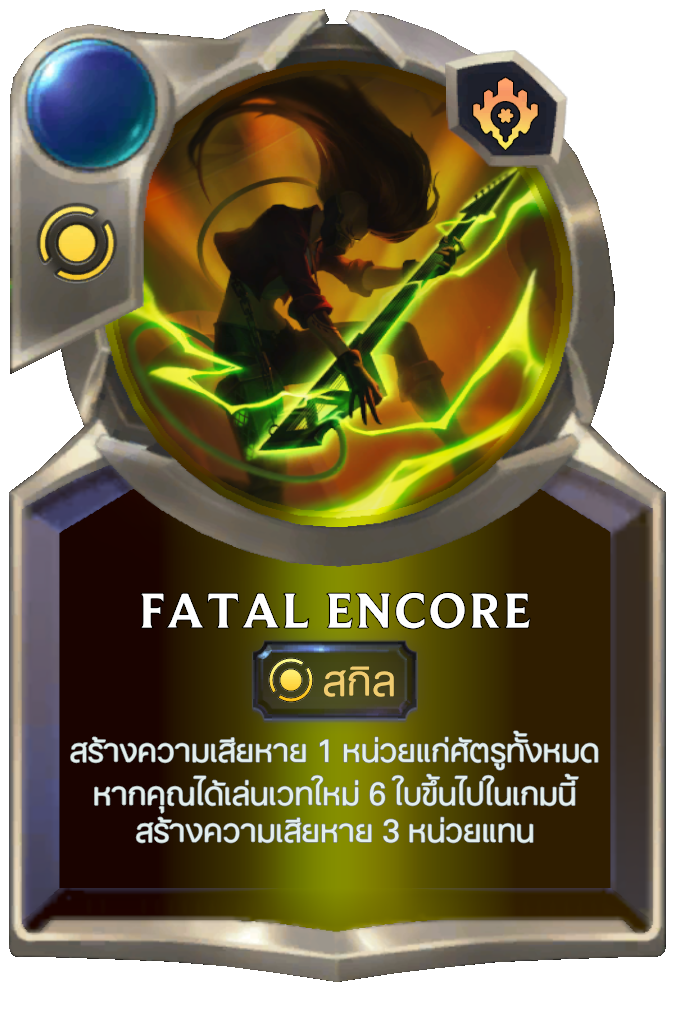 FATAL ENCORE
สกิล
สร้างความเสียหาย 1 หน่วยแก่ศัตรูทั้งหมด
หากคุณได้เล่นเวทใหม่ 6 ใบขึ้นไปในเกมนี้
สร้างความเสียหาย 3 หน่วยแทน